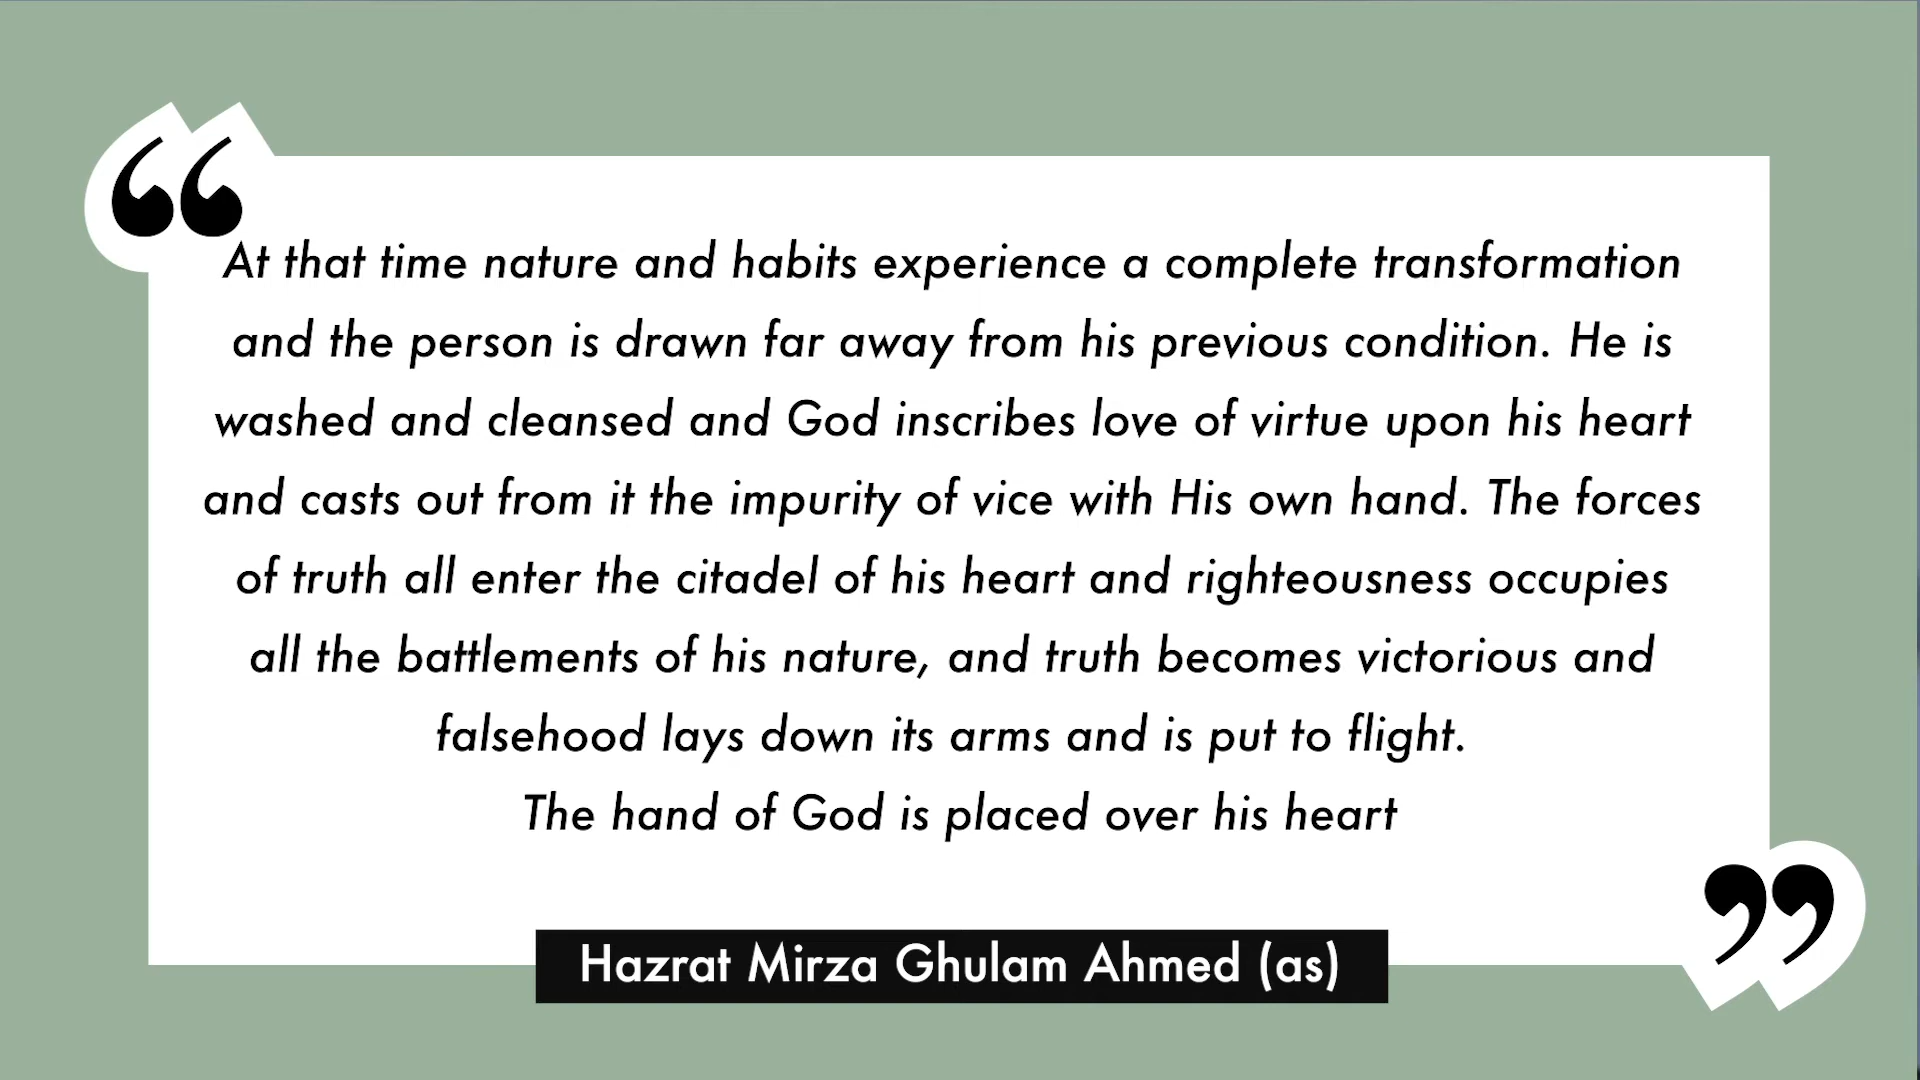 “
At that time nature and habits experience a complete transformation
and the person is drawn far away from his previous condition. He is
washed and cleansed and God inscribes love of virtue upon his heart
and casts out from it the impurity of vice with His own hand. The forces
of truth all enter the citadel of his heart and righteousness occupies
all the battlements of his nature, and truth becomes victorious and
falsehood lays down its arms and is put to flight.
The hand of God is placed over his heart
”
Hazrat Mirza Ghulam Ahmed (as)